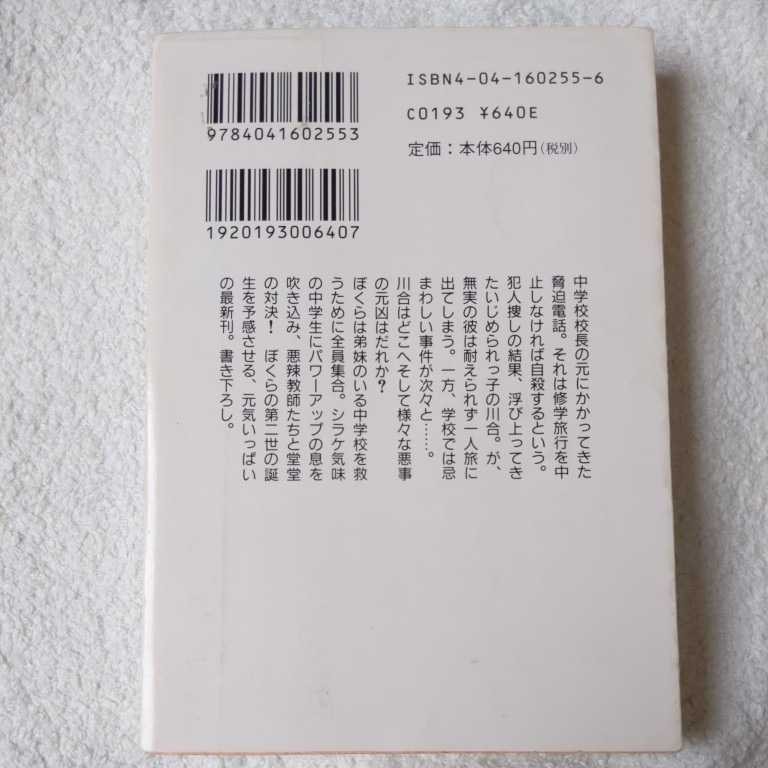 ISBN4-04-160255-6
C0193 ¥640E
定価：本体640円（税別）
9784041602553
1920193006407
中学校校長の元にかかってきた
脅迫電話。それは修学旅行を中
止しなければ自殺するという。
犯人捜しの結果、浮び上ってき
たいじめられっ子の川合。が、
無実の彼は耐えられず一人旅に
出てしまう。一方、学校では忌
まわしい事件が次々と……。
川合はどこへそして様々な悪事
の元凶はだれか？
ぼくらは弟妹のいる中学校を救
うために全員集合。シラケ気味
の中学生にパワーアップの息を
吹き込み、悪辣教師たちと堂堂
の対決！　ぼくらの第二世の誕
生を予感させる、元気いっぱい
の最新刊。書き下ろし。